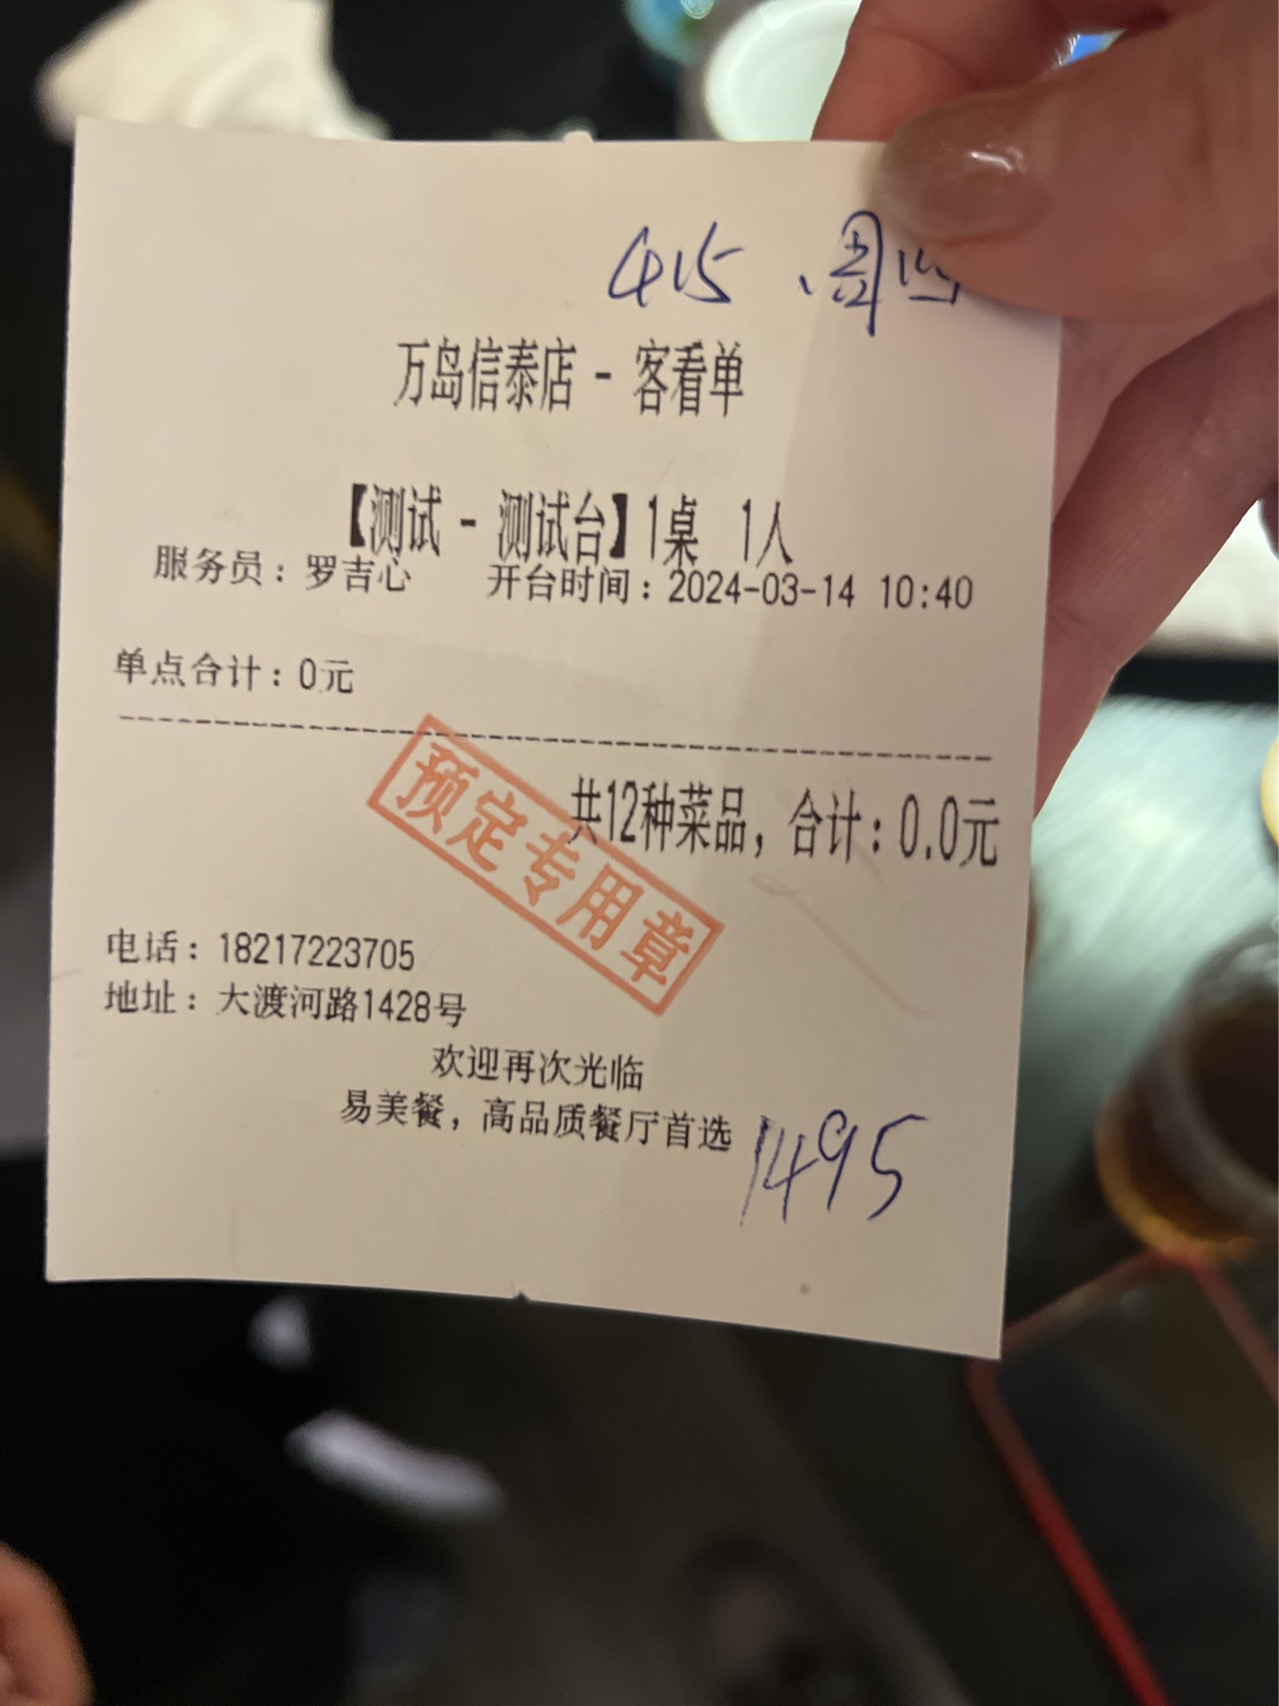 415 周
万岛信泰店 - 客看单
【测试 - 测试台】1桌 1人
服务员：罗吉心 开台时间：2024-03-14 10:40
单点合计：0元
共12种菜品，合计：0.0元
预定专用章
电话：18217223705
地址：大渡河路1428号
欢迎再次光临
易美餐，高品质餐厅首选
1495